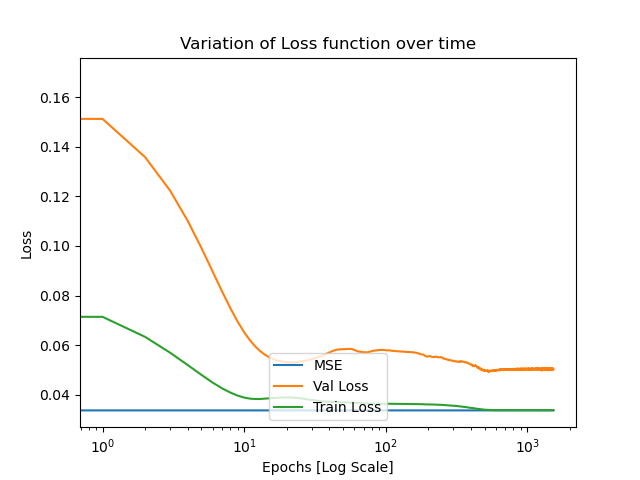 Variation of Loss function over time
0.16
0.14
0.12
0.10
0.08
0.06
0.04
Loss
MSE
Val Loss
Train Loss
10⁰
10¹
10²
10³
Epochs [Log Scale]